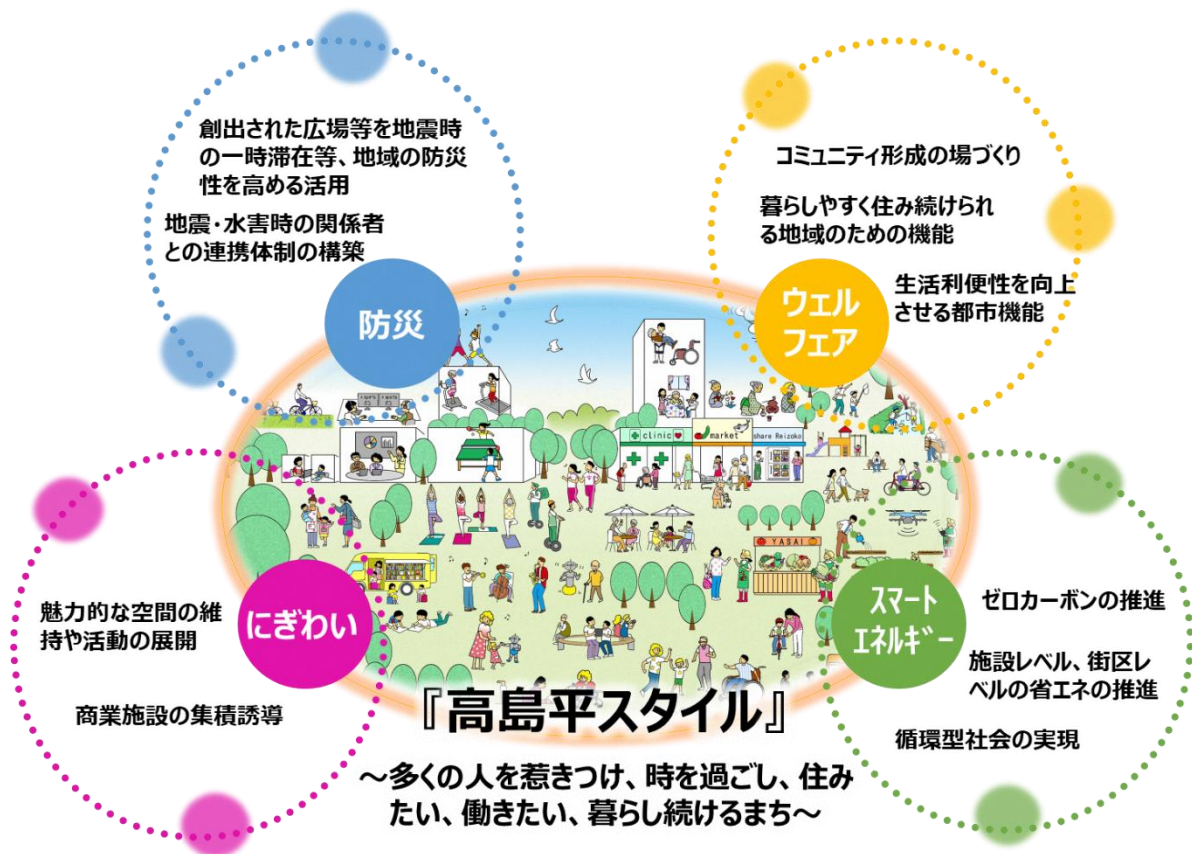 創出された広場等を地震時
の一時滞在等、地域の防災
性を高める活用
地震・水害時の関係者
との連携体制の構築
防災
コミュニティ形成の場づくり
暮らしやすく住み続けられ
る地域のための機能
生活利便性を向上
させる都市機能
ウェル
フェア
clinic
market
share Reizoko
YASAI
にぎわい
魅力的な空間の維
持や活動の展開
商業施設の集積誘導
スマート
エネルギー
ゼロカーボンの推進
施設レベル、街区レ
ベルの省エネの推進
循環型社会の実現
『高島平スタイル』
～多くの人を惹きつけ、時を過ごし、住み
たい、働きたい、暮らし続けるまち～